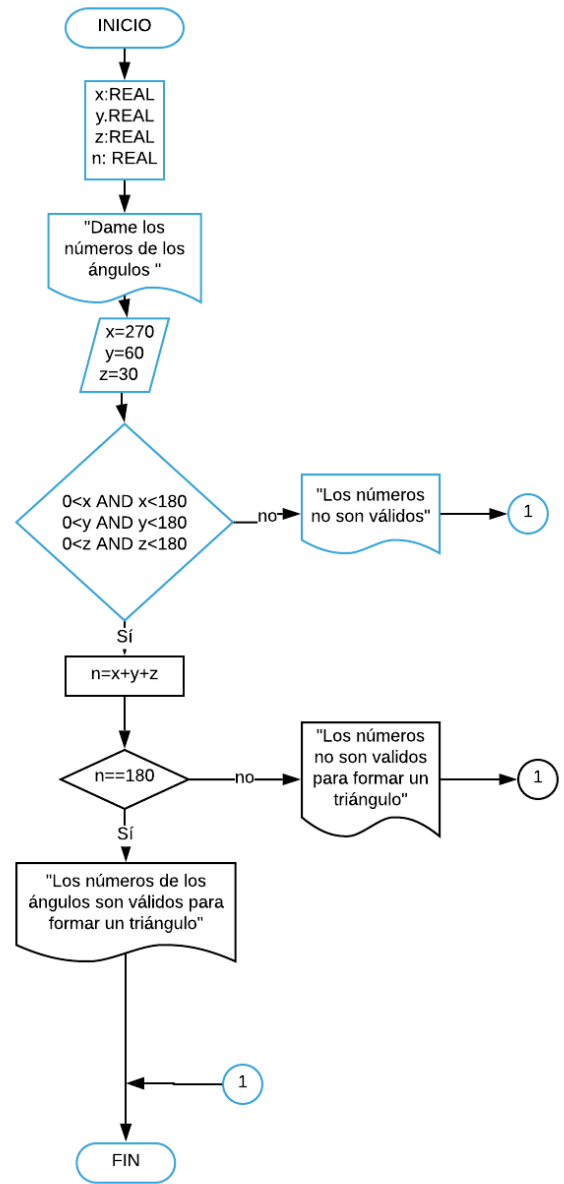 INICIO
x:REAL
y.REAL
z:REAL
n: REAL
"Dame los
números de los
ángulos "
x=270
y=60
z=30
0<x AND x<180
0<y AND y<180
0<z AND z<180
no
"Los números
no son válidos"
1
Sí
n=x+y+z
n==180
no
"Los números
no son validos
para formar un
triángulo"
1
Sí
"Los números de los
ángulos son válidos para
formar un triángulo"
1
FIN